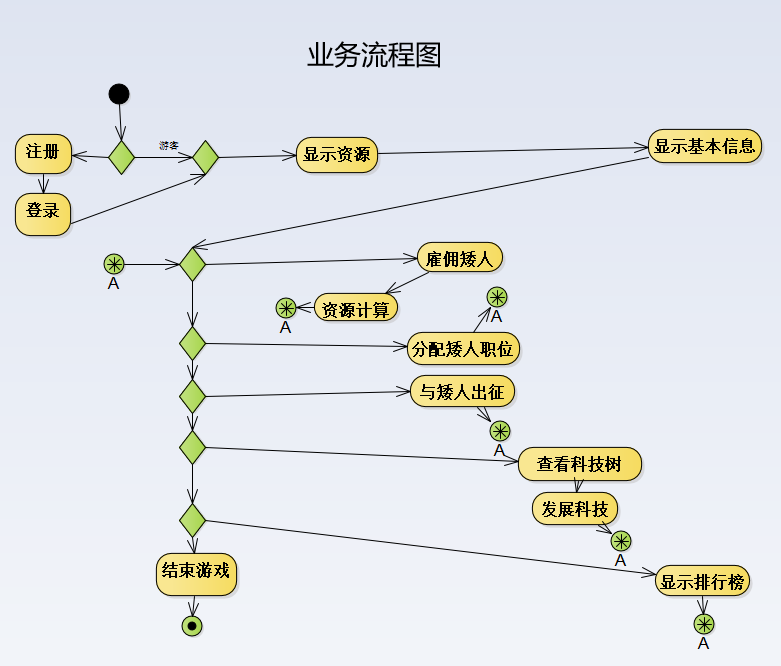 业务流程图
游客
注册
显示资源
显示基本信息
登录
雇佣矮人
A
资源计算
A
A
分配矮人职位
与矮人出征
A
查看科技树
发展科技
A
结束游戏
显示排行榜
A